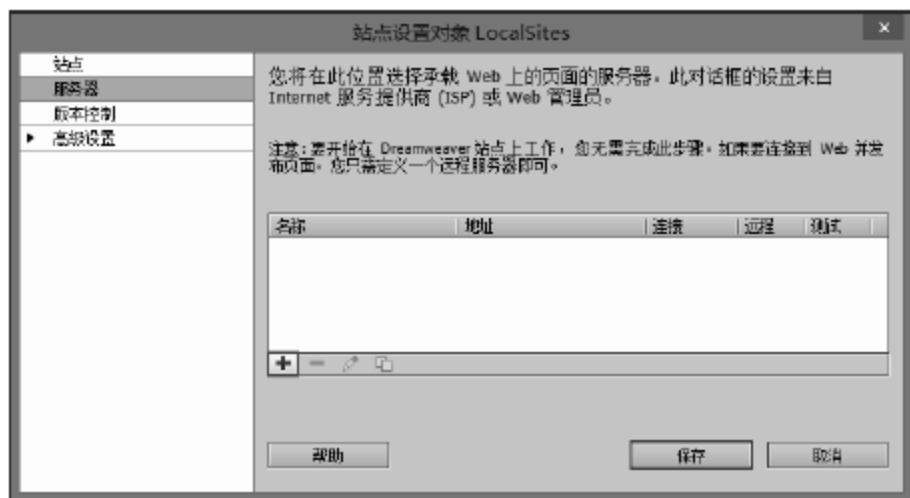 站点设置对象 LocalSites
站点
服务器
版本控制
高级设置
您将在此位置选择承载 Web 上的页面的服务器。此对话框的设置来自
Internet 服务提供商 (ISP) 或 Web 管理员。
注意：要开始在 Dreamweaver 站点上工作，您无需完成此步骤。如果要连接到 Web 并发
布页面，您只需定义一个远程服务器即可。
名称 地址 连接 远程 测试
帮助 保存 取消